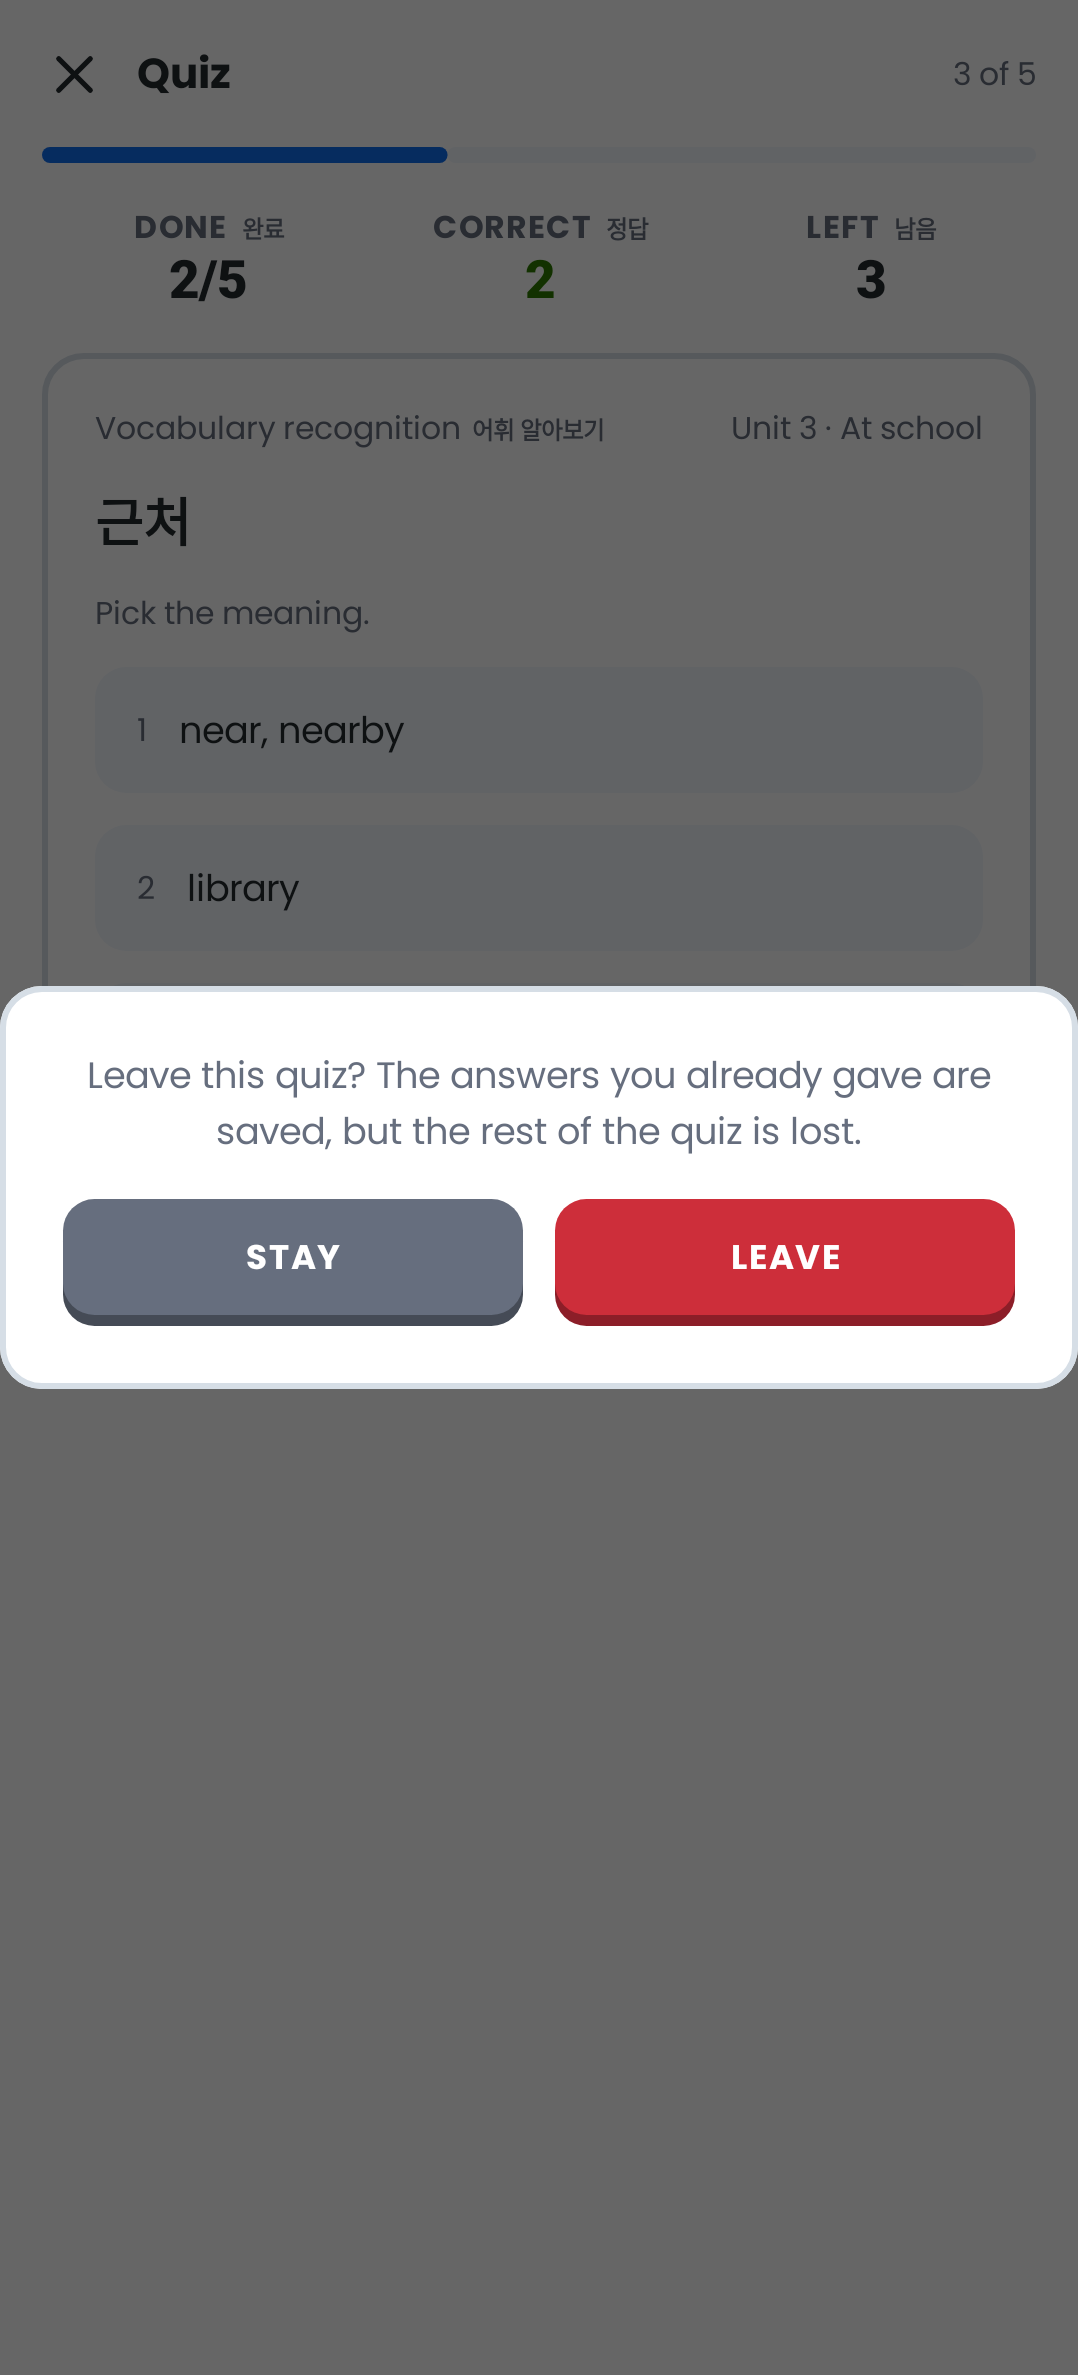 Quiz
3 of 5
DONE 완료
2/5
CORRECT 정답
2
LEFT 남음
3
Vocabulary recognition 어휘 알아보기
Unit 3 · At school
근처
Pick the meaning.
1 near, nearby
2 library
Leave this quiz? The answers you already gave are
saved, but the rest of the quiz is lost.
STAY
LEAVE